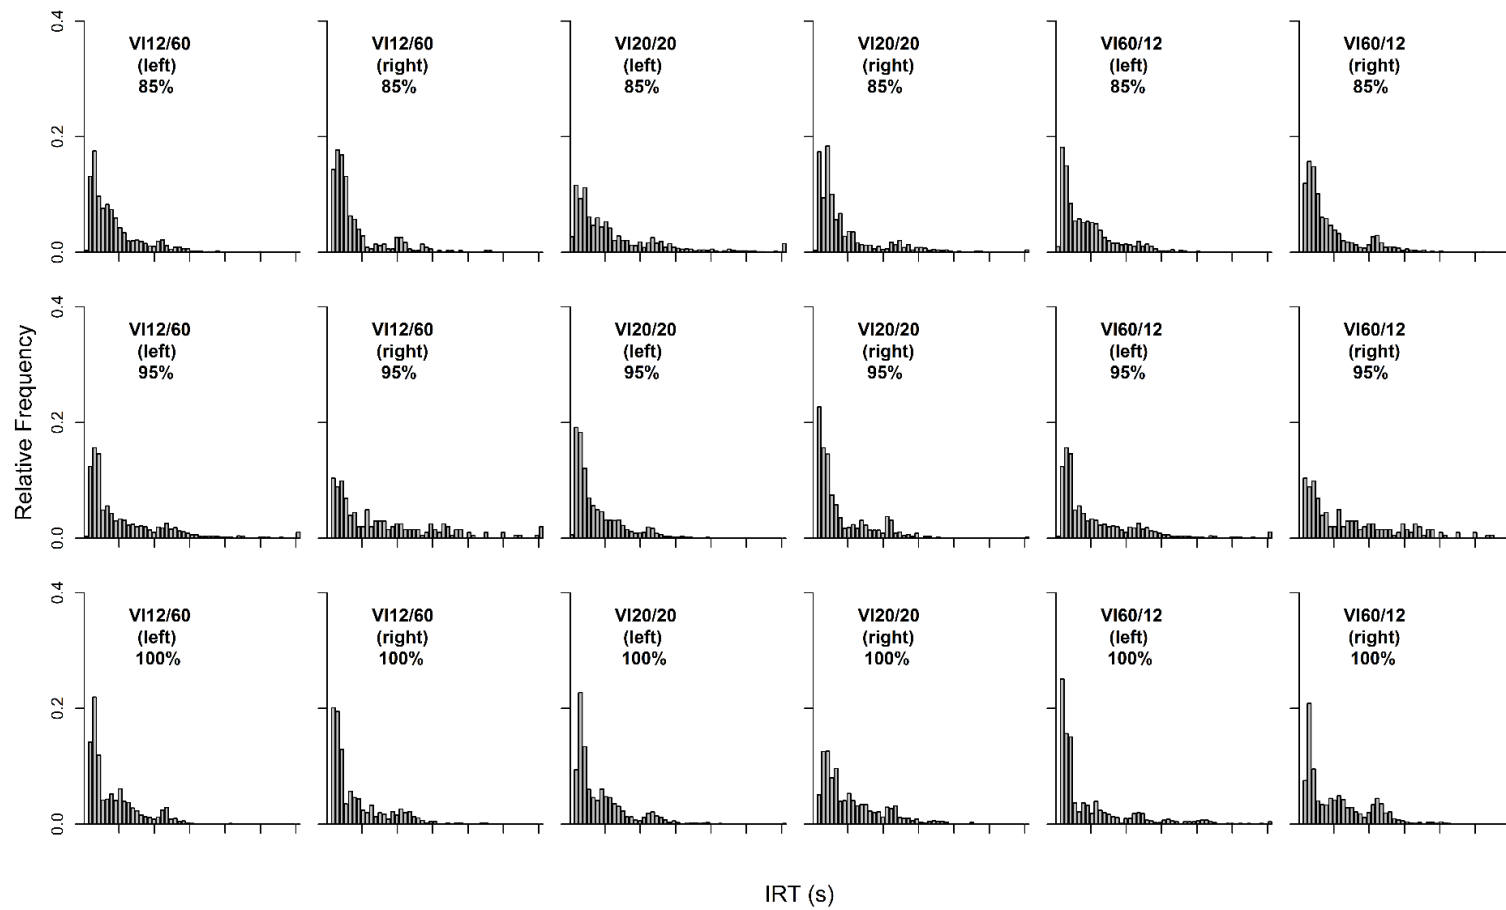 0.4
0.2
0.0
VI12/60
(left)
85%
VI12/60
(right)
85%
VI20/20
(left)
85%
VI20/20
(right)
85%
VI60/12
(left)
85%
VI60/12
(right)
85%
Relative Frequency
0.4
0.2
0.0
VI12/60
(left)
95%
VI12/60
(right)
95%
VI20/20
(left)
95%
VI20/20
(right)
95%
VI60/12
(left)
95%
VI60/12
(right)
95%
0.4
0.2
0.0
VI12/60
(left)
100%
VI12/60
(right)
100%
VI20/20
(left)
100%
VI20/20
(right)
100%
VI60/12
(left)
100%
VI60/12
(right)
100%
IRT (s)